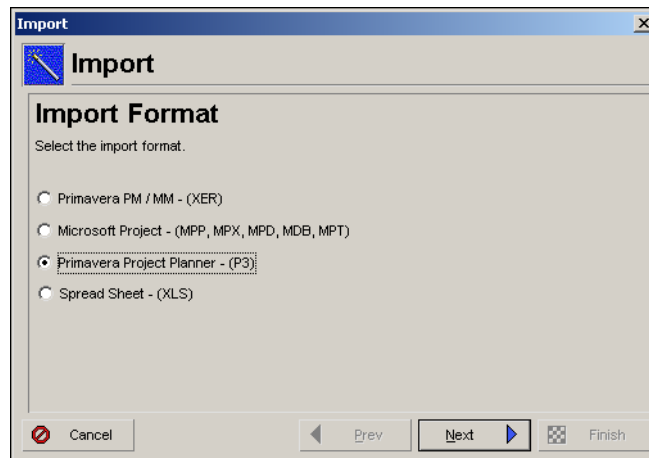 Import
Import
Import Format
Select the import format.
Primavera PM / MM - (XER)
Microsoft Project - (MPP, MPX, MPD, MDB, MPT)
Primavera Project Planner - (P3)
Spread Sheet - (XLS)
Cancel Prev Next Finish